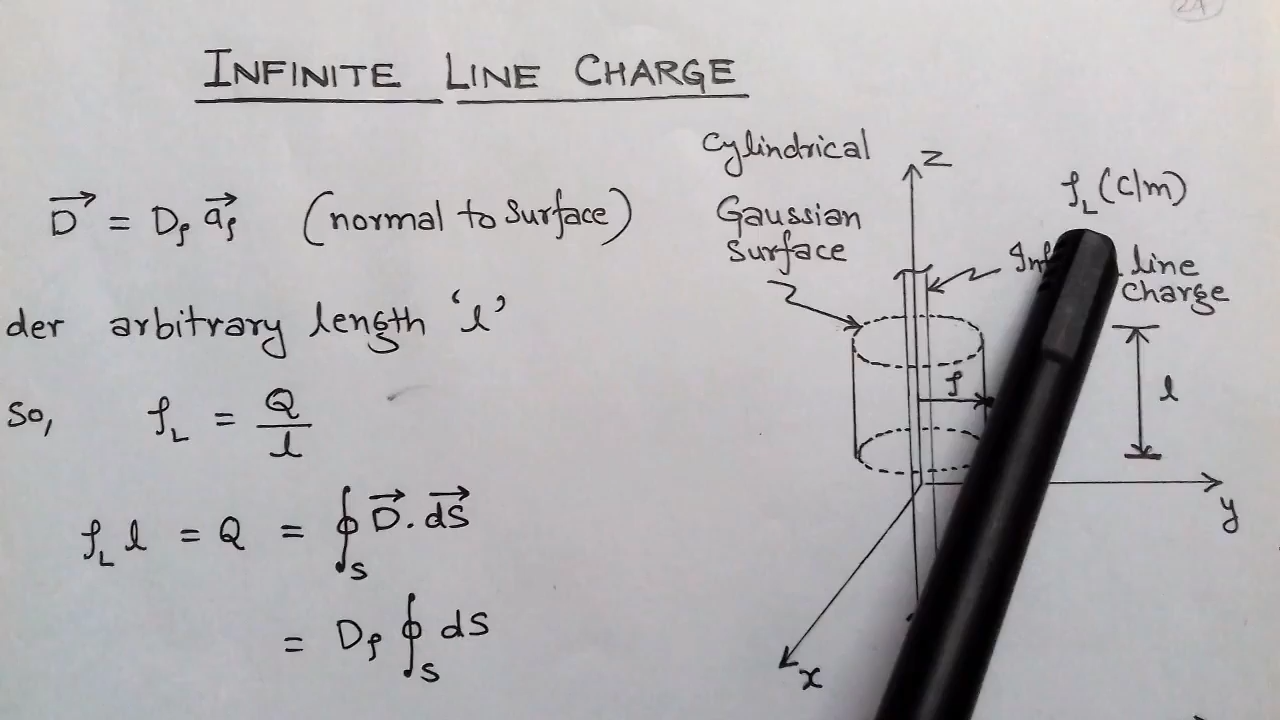 INFINITE LINE CHARGE
D⃗ = Dρ a⃗ρ (normal to surface)
der arbitrary length 'l'
So, ρL = Q/l
ρL l = Q = ∮S D⃗ . dS⃗
= Dρ ∮S dS
Cylindrical
Gaussian
surface
z
ρL (C/m)
line
charge
ρ
l
y
x